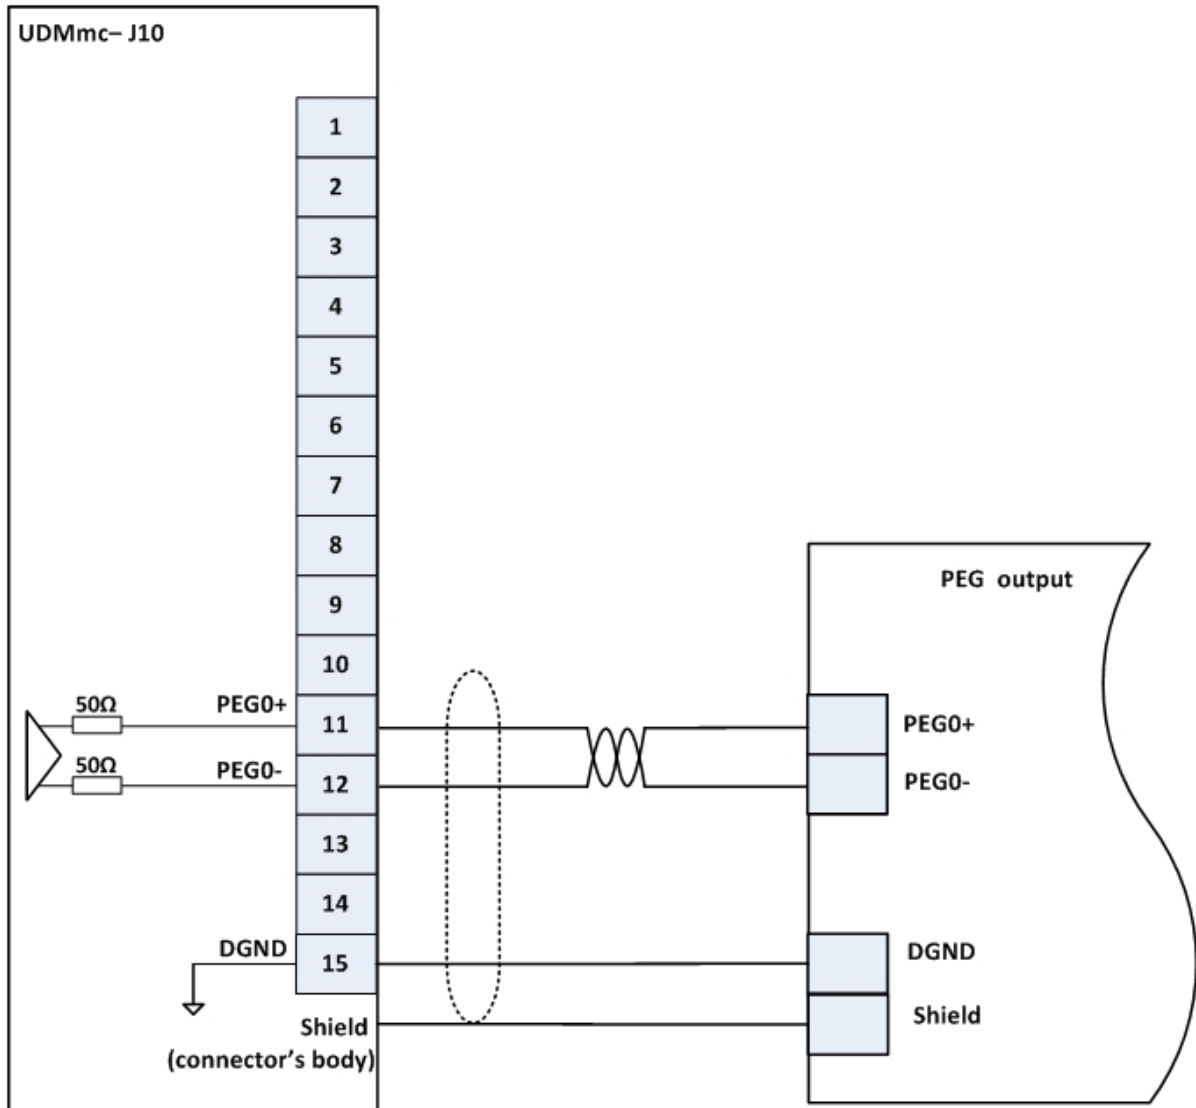 UDMmc– J10
1
2
3
4
5
6
7
8
9
10
11
12
13
14
15
50Ω
PEG0+
50Ω
PEG0-
DGND
Shield
(connector's body)
PEG output
PEG0+
PEG0-
DGND
Shield